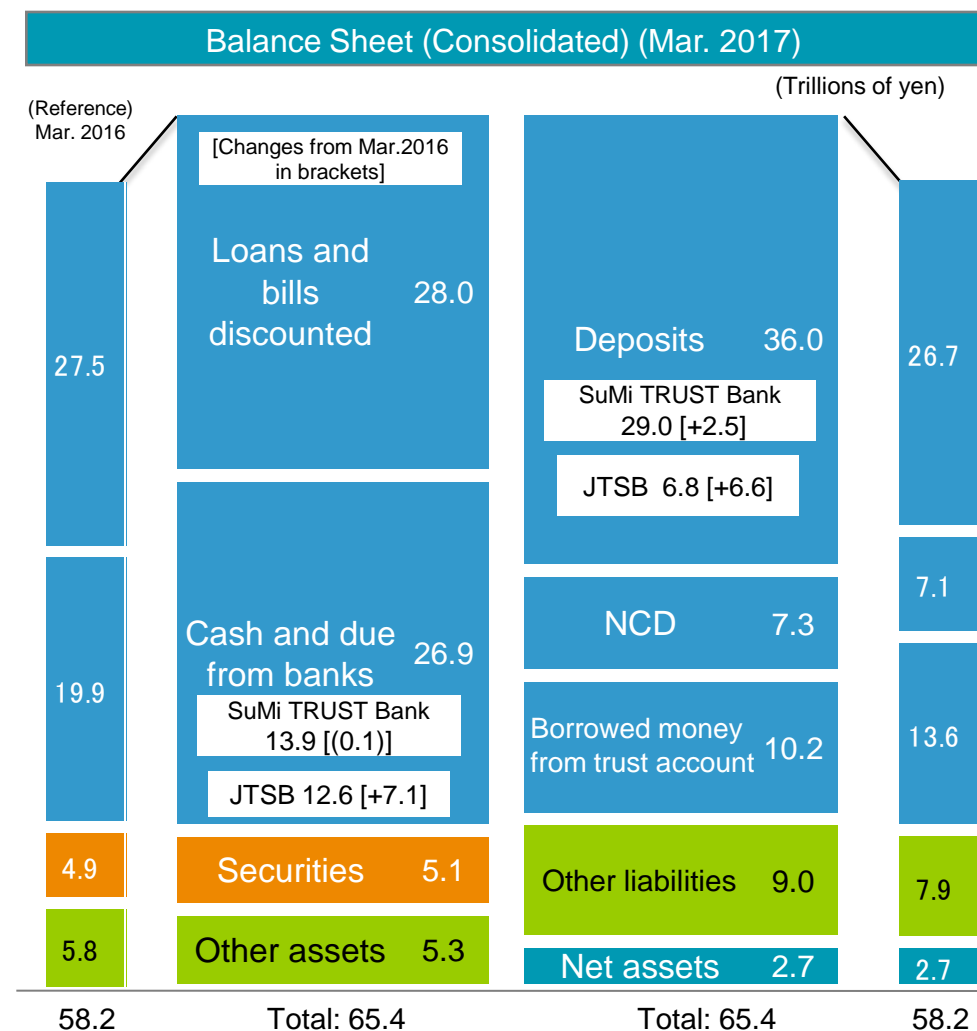 Balance Sheet (Consolidated) (Mar. 2017)
(Trillions of yen)
(Reference)
Mar. 2016
27.5
19.9
4.9
5.8
58.2
[Changes from Mar.2016
in brackets]
Loans and
bills
discounted
28.0
Cash and due
from banks
26.9
SuMi TRUST Bank
13.9 [(0.1)]
JTSB 12.6 [+7.1]
Securities 5.1
Other assets 5.3
Total: 65.4
Deposits 36.0
SuMi TRUST Bank
29.0 [+2.5]
JTSB 6.8 [+6.6]
NCD 7.3
Borrowed money
from trust account
10.2
Other liabilities 9.0
Net assets 2.7
Total: 65.4
26.7
7.1
13.6
7.9
2.7
58.2